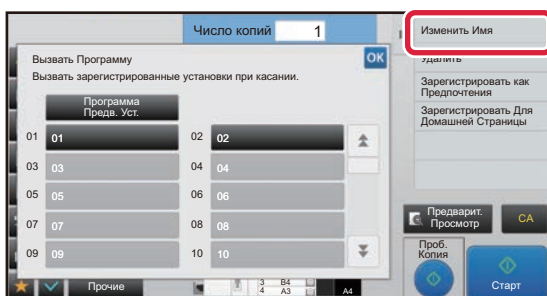 Число копий 1
Изменить Имя
Вызвать Программу
OK
Удалить
Вызвать зарегистрированные установки при касании.
Зарегистрировать как
Предпочтения
Программа
Предв. Уст.
Зарегистрировать Для
Домашней Страницы
01 01 02 02
03 03 04 04
05 05 06 06
07 07 08 08
09 09 10 10
Предварит.
Просмотр
CA
Проб.
Копия
Старт
Прочие
3 B4
4 A3
A4